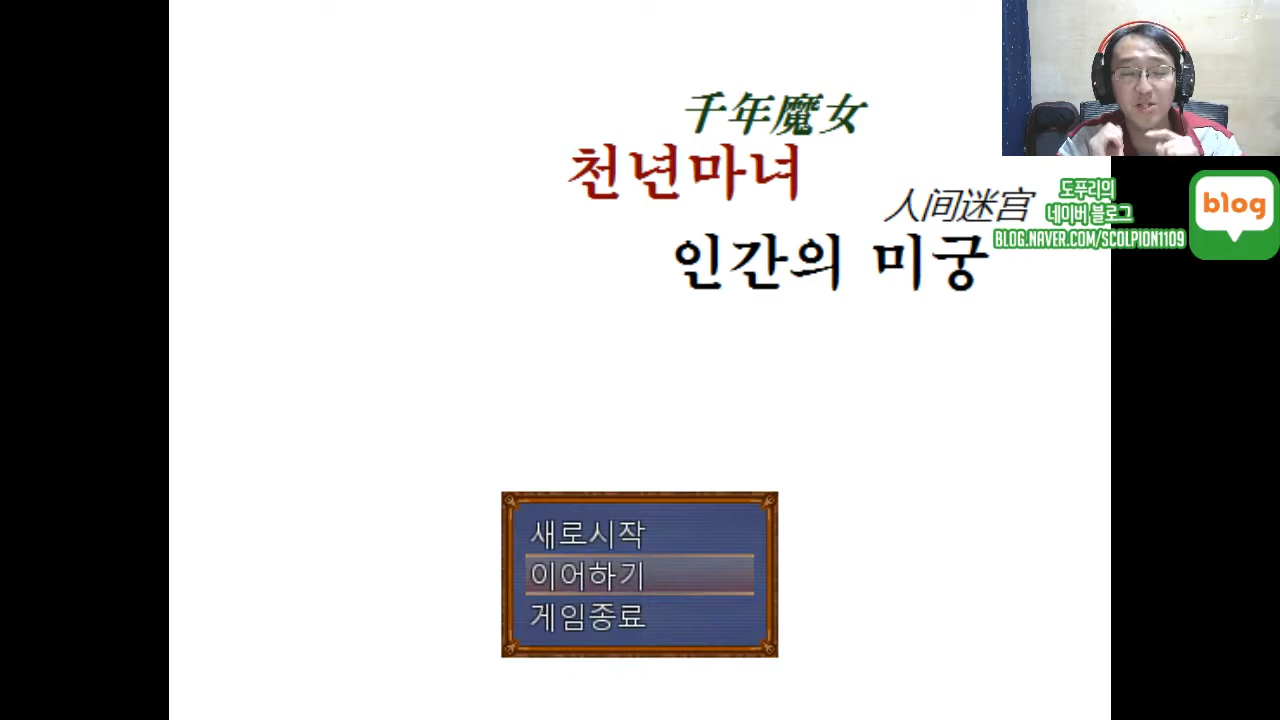 千年魔女
천년마녀
人间迷宫
인간의 미궁
도푸리의
네이버 블로그
BLOG.NAVER.COM/SCOLPION1109
blog
새로시작
이어하기
게임종료